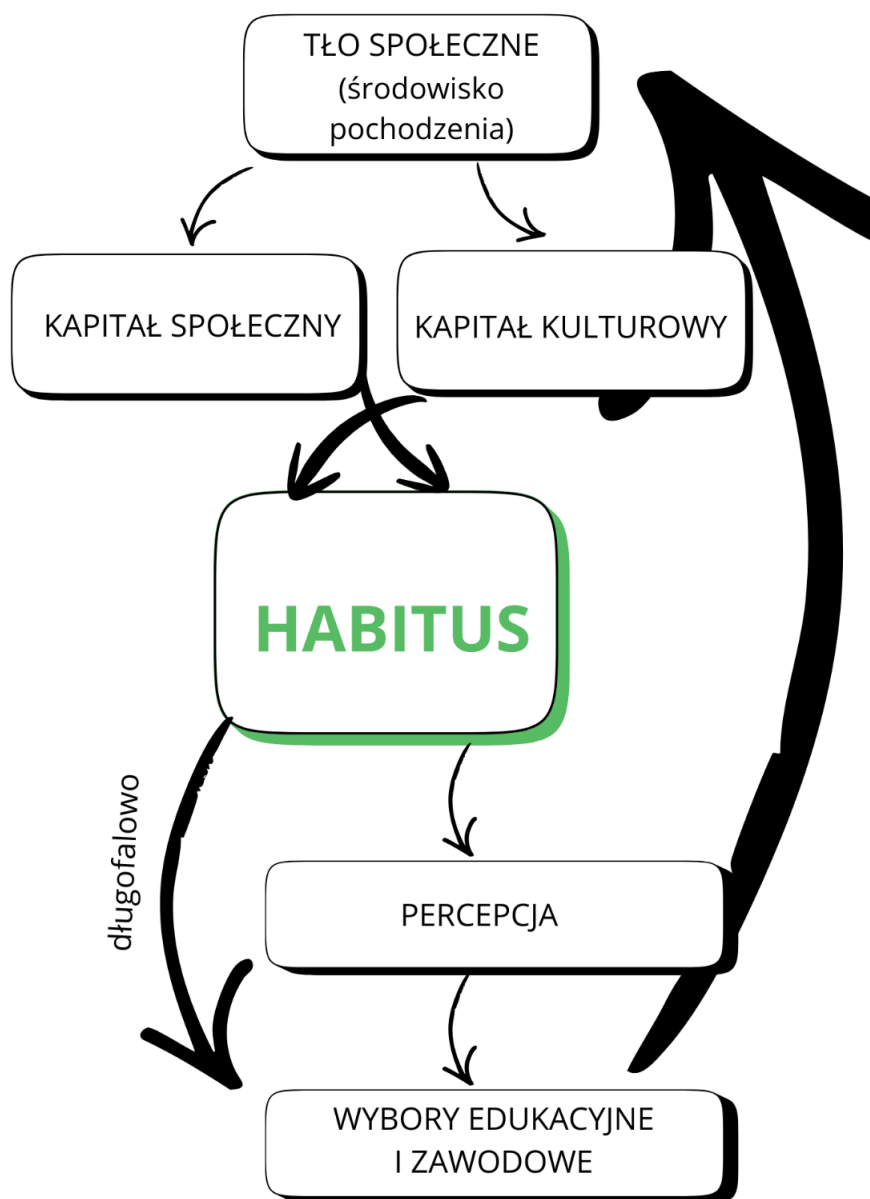 TŁO SPOŁECZNE
(środowisko
pochodzenia)
KAPITAŁ SPOŁECZNY
KAPITAŁ KULTUROWY
HABITUS
długofalowo
PERCEPCJA
WYBORY EDUKACYJNE
I ZAWODOWE